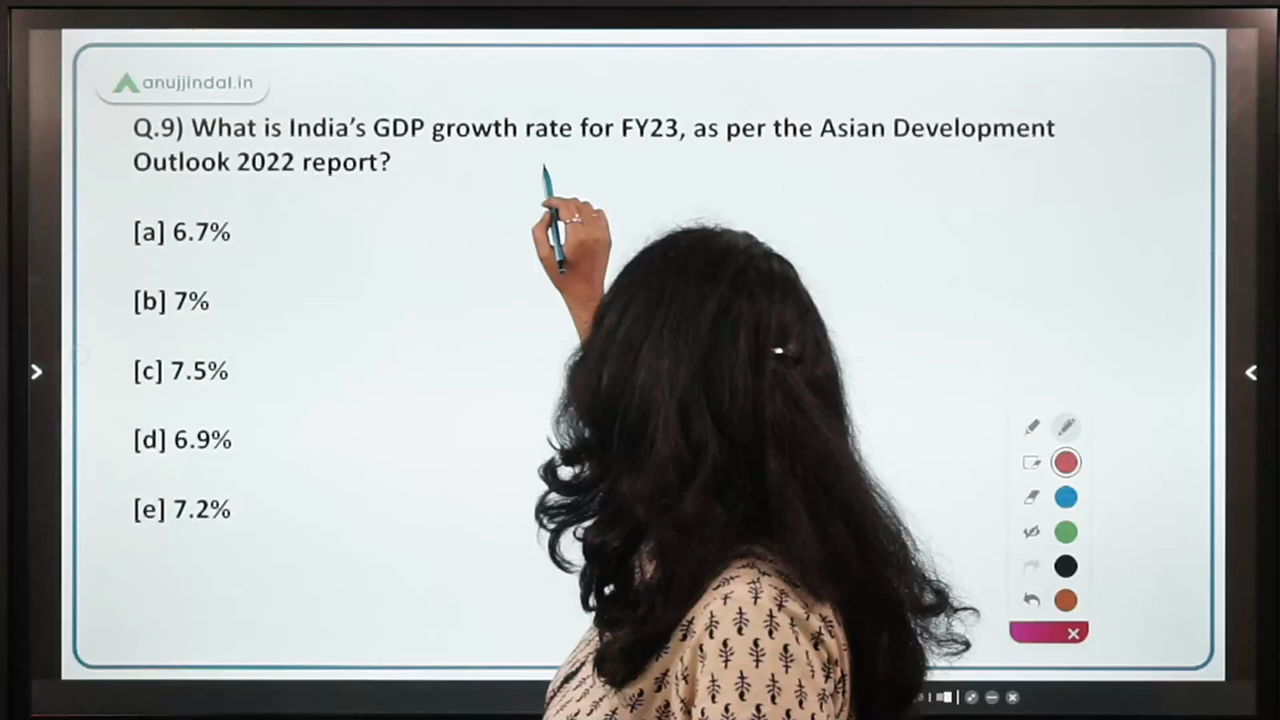 anujjindal.in
Q.9) What is India’s GDP growth rate for FY23, as per the Asian Development
Outlook 2022 report?
[a] 6.7%
[b] 7%
[c] 7.5%
[d] 6.9%
[e] 7.2%